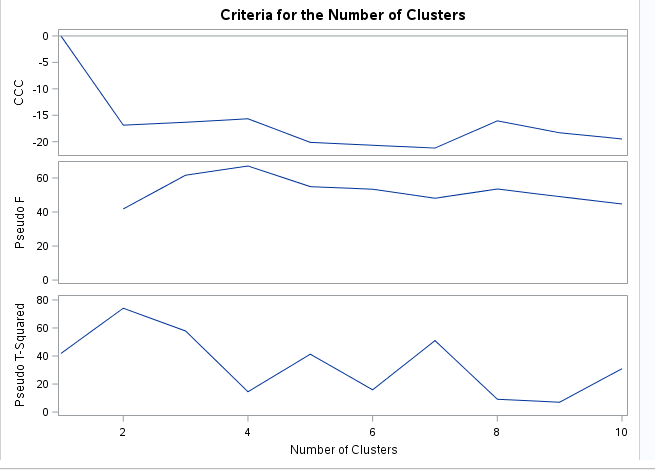 Criteria for the Number of Clusters
CCC
0
-5
-10
-15
-20
Pseudo F
60
40
20
0
Pseudo T-Squared
80
60
40
20
0
2 4 6 8 10
Number of Clusters